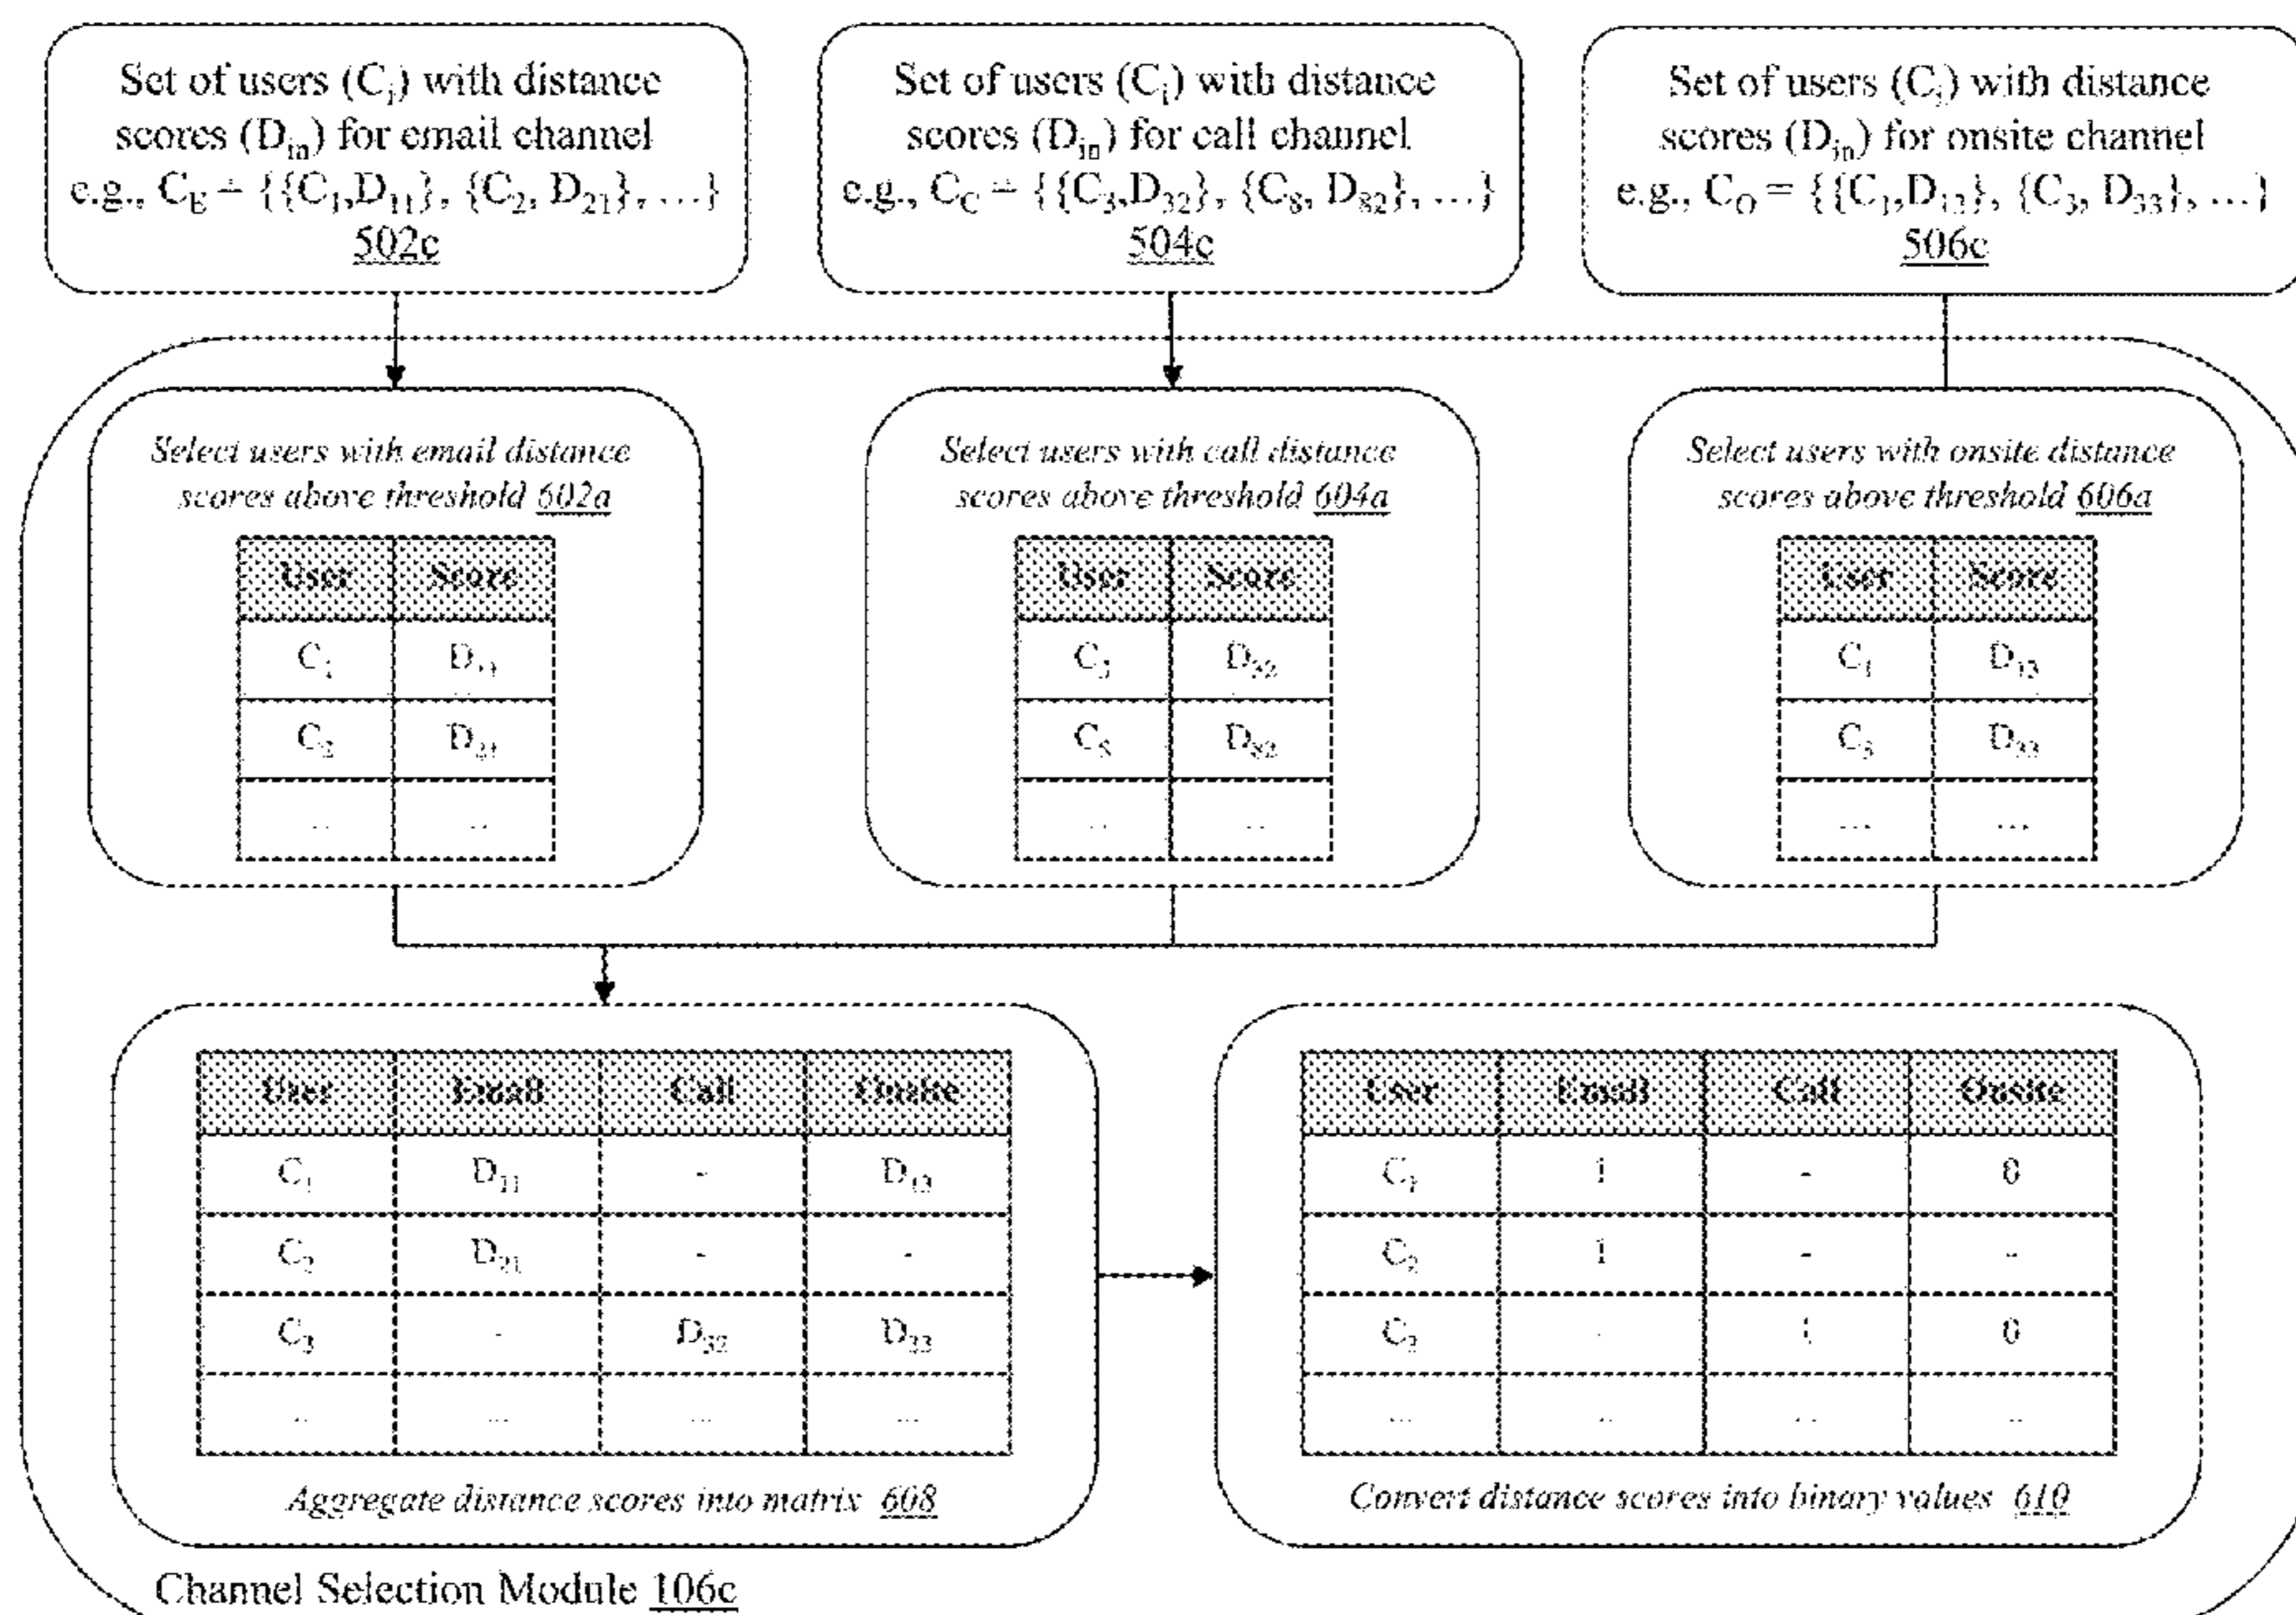 Set of users (Cᵢ) with distance
scores (Dᵢₙ) for email channel
e.g., C_E = {{C₁,D₁₁}, {C₂, D₂₁}, …}
502c
Set of users (Cᵢ) with distance
scores (Dᵢₙ) for call channel
e.g., C_C = {{C₃,D₃₂}, {C₈, D₈₂}, …}
504c
Set of users (Cᵢ) with distance
scores (Dᵢₙ) for onsite channel
e.g., C_O = {{C₁,D₁₃}, {C₃, D₃₃}, …}
506c
Select users with email distance
scores above threshold 602a
User Score
C₁ D₁₁
C₂ D₂₁
... ...
Select users with call distance
scores above threshold 604a
User Score
C₃ D₃₂
C₈ D₈₂
... ...
Select users with onsite distance
scores above threshold 606a
User Score
C₁ D₁₃
C₃ D₃₃
... ...
User Email Call Onsite
C₁ D₁₁ - D₁₃
C₂ D₂₁ - -
C₃ - D₃₂ D₃₃
... ... ... ...
Aggregate distance scores into matrix 608
User Email Call Onsite
C₁ 1 - 0
C₂ 1 - -
C₃ - 1 0
... ... ... ...
Convert distance scores into binary values 610
Channel Selection Module 106c